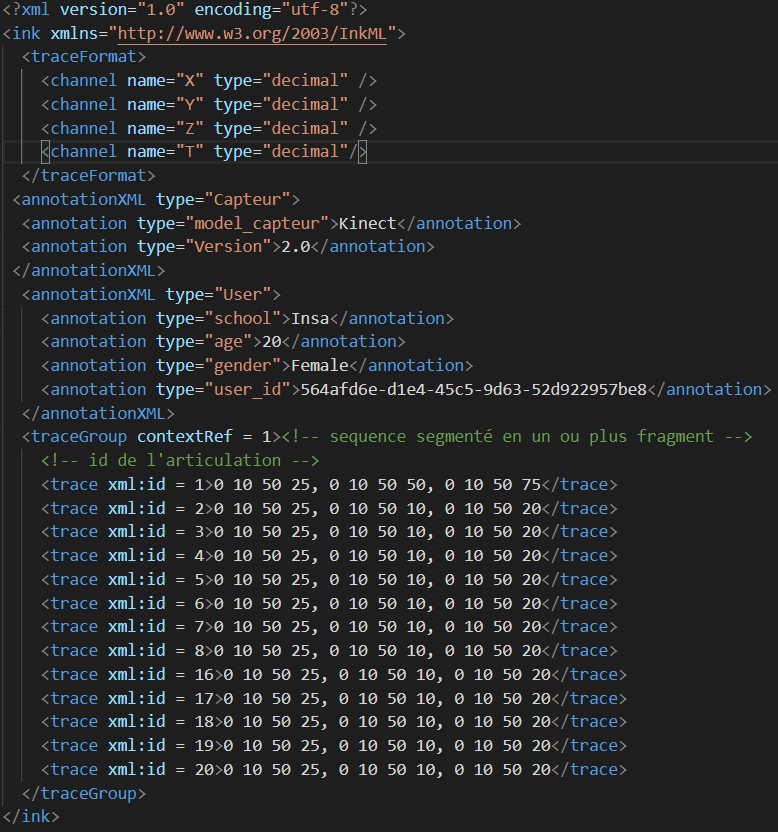 <?xml version="1.0" encoding="utf-8"?>
<ink xmlns="http://www.w3.org/2003/InkML">
<traceFormat>
<channel name="X" type="decimal" />
<channel name="Y" type="decimal" />
<channel name="Z" type="decimal" />
<channel name="T" type="decimal"/>
</traceFormat>
<annotationXML type="Capteur">
<annotation type="model_capteur">Kinect</annotation>
<annotation type="Version">2.0</annotation>
</annotationXML>
<annotationXML type="User">
<annotation type="school">Insa</annotation>
<annotation type="age">20</annotation>
<annotation type="gender">Female</annotation>
<annotation type="user_id">564afd6e-d1e4-45c5-9d63-52d922957be8</annotation>
</annotationXML>
<traceGroup contextRef = 1><!-- sequence segmenté en un ou plus fragment -->
<!-- id de l'articulation -->
<trace xml:id = 1>0 10 50 25, 0 10 50 50, 0 10 50 75</trace>
<trace xml:id = 2>0 10 50 25, 0 10 50 10, 0 10 50 20</trace>
<trace xml:id = 3>0 10 50 25, 0 10 50 10, 0 10 50 20</trace>
<trace xml:id = 4>0 10 50 25, 0 10 50 10, 0 10 50 20</trace>
<trace xml:id = 5>0 10 50 25, 0 10 50 10, 0 10 50 20</trace>
<trace xml:id = 6>0 10 50 25, 0 10 50 10, 0 10 50 20</trace>
<trace xml:id = 7>0 10 50 25, 0 10 50 10, 0 10 50 20</trace>
<trace xml:id = 8>0 10 50 25, 0 10 50 10, 0 10 50 20</trace>
<trace xml:id = 16>0 10 50 25, 0 10 50 10, 0 10 50 20</trace>
<trace xml:id = 17>0 10 50 25, 0 10 50 10, 0 10 50 20</trace>
<trace xml:id = 18>0 10 50 25, 0 10 50 10, 0 10 50 20</trace>
<trace xml:id = 19>0 10 50 25, 0 10 50 10, 0 10 50 20</trace>
<trace xml:id = 20>0 10 50 25, 0 10 50 10, 0 10 50 20</trace>
</traceGroup>
</ink>